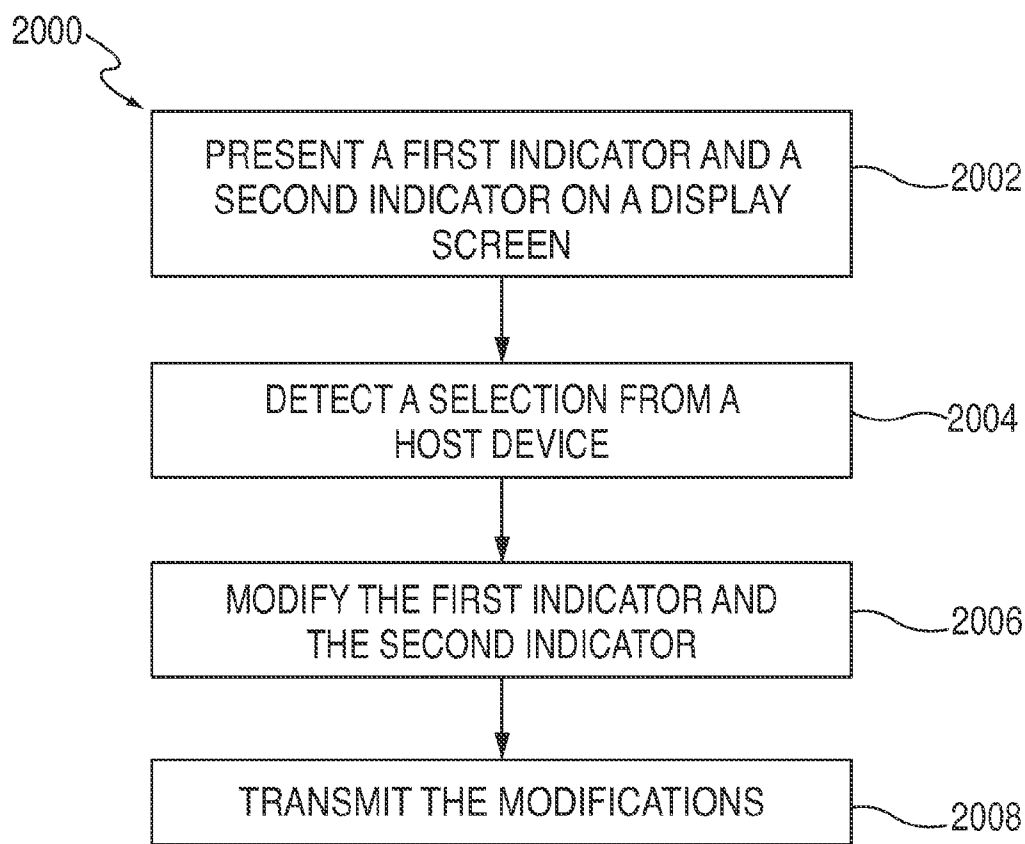 2000
PRESENT A FIRST INDICATOR AND A
SECOND INDICATOR ON A DISPLAY
SCREEN
2002
DETECT A SELECTION FROM A
HOST DEVICE
2004
MODIFY THE FIRST INDICATOR AND
THE SECOND INDICATOR
2006
TRANSMIT THE MODIFICATIONS
2008